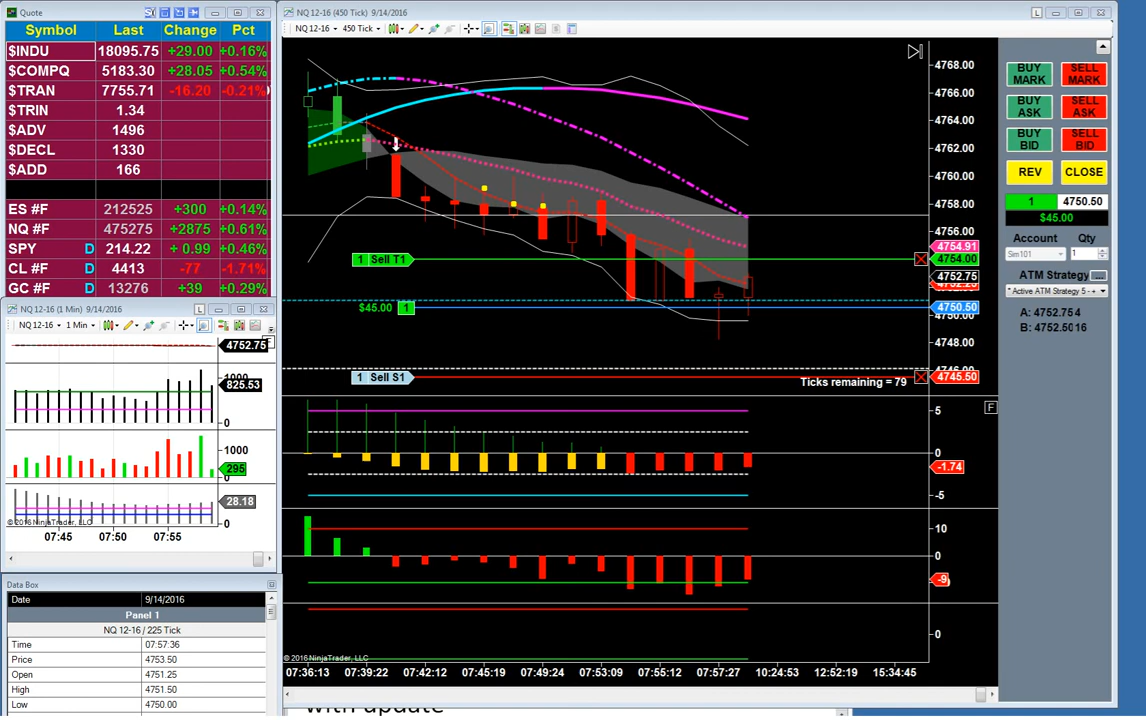 Quote
Symbol Last Change Pct
$INDU 18095.75 +29.00 +0.16%
$COMPQ 5183.30 +28.05 +0.54%
$TRAN 7755.71 -16.20 -0.21%
$TRIN 1.34
$ADV 1496
$DECL 1330
$ADD 166
ES #F 212525 +300 +0.14%
NQ #F 475275 +2875 +0.61%
SPY D 214.22 + 0.99 +0.46%
CL #F D 4413 -77 -1.71%
GC #F D 13276 +39 +0.29%
NQ 12-16 (1 Min) 9/14/2016
L
NQ 12-16 1 Min
F
4752.75
1000
825.53
0
1000
295
0
28.18
0
© 2016 NinjaTrader, LLC
07:45 07:50 07:55
Data Box
Date 9/14/2016
Panel 1
NQ 12-16 / 225 Tick
Time 07:57:36
Price 4753.50
Open 4751.25
High 4751.50
Low 4750.00
NQ 12-16 (450 Tick) 9/14/2016
L
NQ 12-16 450 Tick
4768.00
4766.00
4764.00
4762.00
4760.00
4758.00
4756.00
4754.91
1 Sell T1
4754.00
4752.75
$45.00 1
4750.50
4748.00
1 Sell S1
4745.50
Ticks remaining = 79
F
5
0
-1.74
-5
10
0
-9
0
© 2016 NinjaTrader, LLC
07:36:13 07:39:22 07:42:12 07:45:19 07:49:24 07:53:09 07:55:12 07:57:27 10:24:53 12:52:19 15:34:45
BUY MARK SELL MARK
BUY ASK SELL ASK
BUY BID SELL BID
REV CLOSE
1 4750.50
$45.00
Account Qty
Sim101 1
ATM Strategy ...
* Active ATM Strategy 5 - +
A: 4752.75 4
B: 4752.50 16
with update